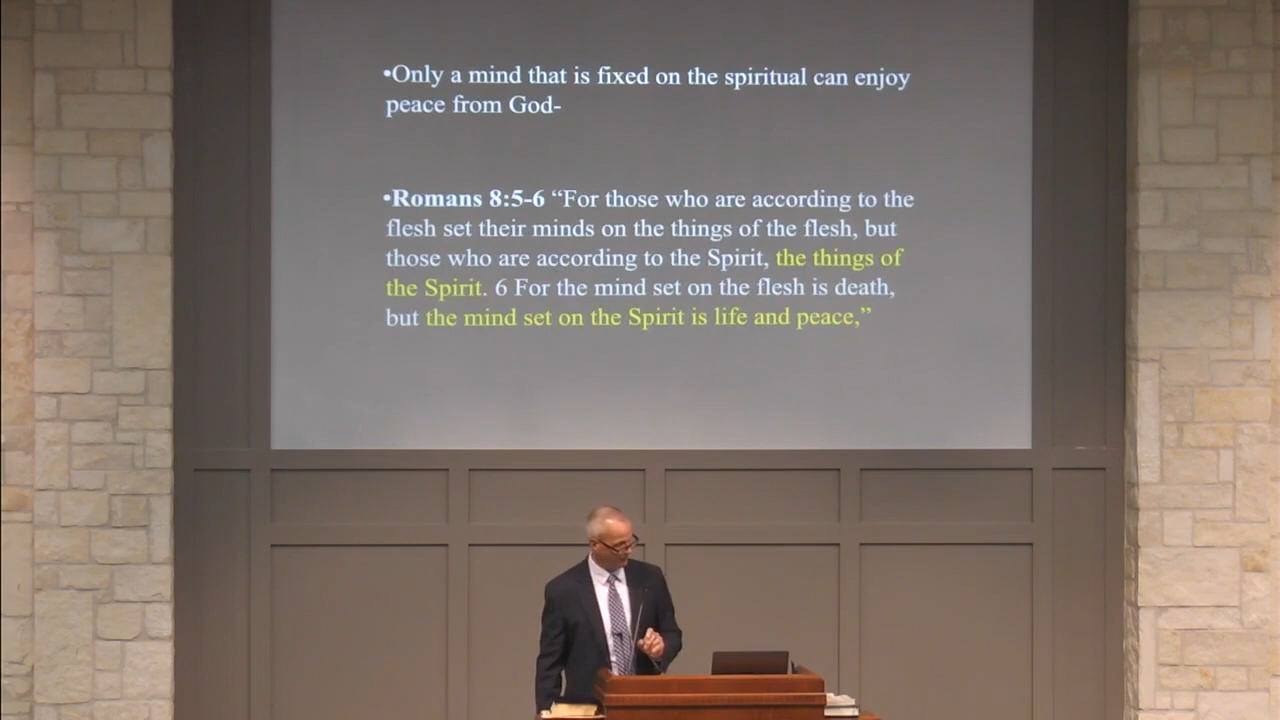 •Only a mind that is fixed on the spiritual can enjoy
peace from God-
•Romans 8:5-6 “For those who are according to the
flesh set their minds on the things of the flesh, but
those who are according to the Spirit, the things of
the Spirit. 6 For the mind set on the flesh is death,
but the mind set on the Spirit is life and peace,”